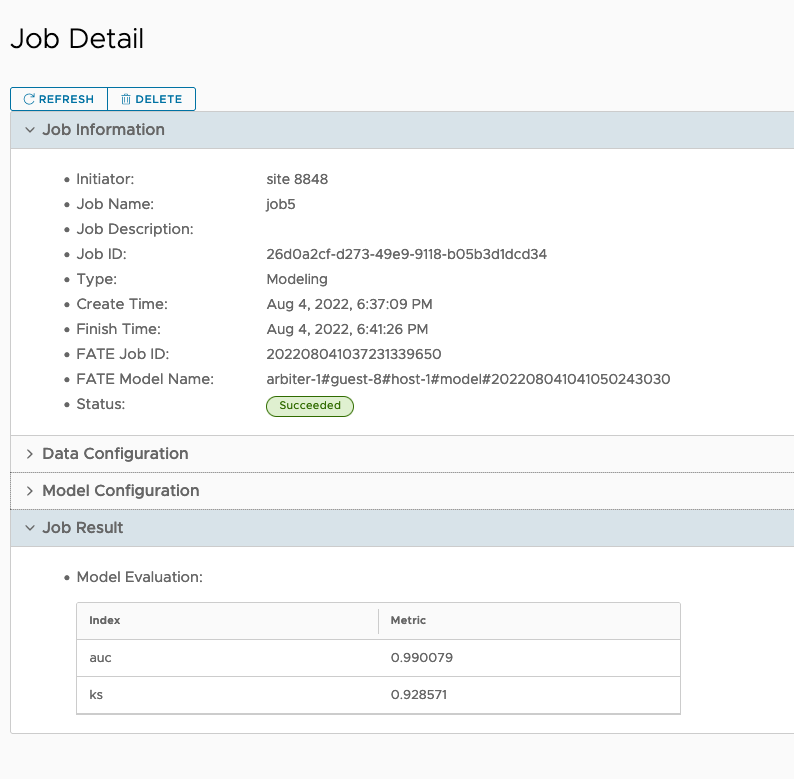 Job Detail
REFRESH DELETE
Job Information
Initiator: site 8848
Job Name: job5
Job Description:
Job ID: 26d0a2cf-d273-49e9-9118-b05b3d1dcd34
Type: Modeling
Create Time: Aug 4, 2022, 6:37:09 PM
Finish Time: Aug 4, 2022, 6:41:26 PM
FATE Job ID: 202208041037231339650
FATE Model Name: arbiter-1#guest-8#host-1#model#202208041041050243030
Status: Succeeded
Data Configuration
Model Configuration
Job Result
Model Evaluation:
Index Metric
auc 0.990079
ks 0.928571